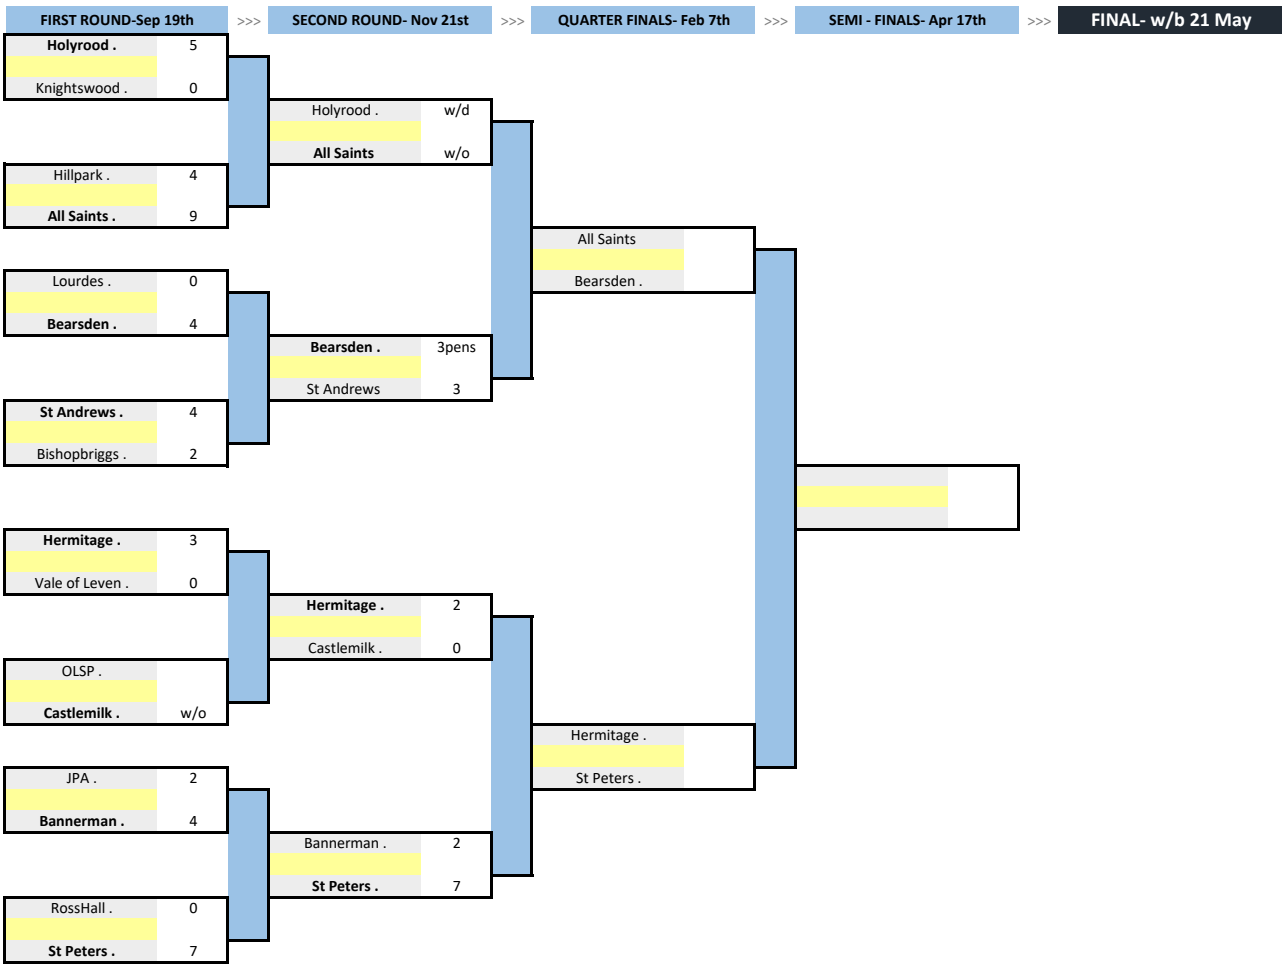 FIRST ROUND-Sep 19th >>> SECOND ROUND- Nov 21st >>> QUARTER FINALS- Feb 7th >>> SEMI - FINALS- Apr 17th >>> FINAL- w/b 21 May
Holyrood . 5
Knightswood . 0
Holyrood . w/d
All Saints w/o
Hillpark . 4
All Saints . 9
All Saints
Bearsden .
Lourdes . 0
Bearsden . 4
Bearsden . 3pens
St Andrews 3
St Andrews . 4
Bishopbriggs . 2
Hermitage . 3
Vale of Leven . 0
Hermitage . 2
Castlemilk . 0
OLSP .
Castlemilk . w/o
Hermitage .
St Peters .
JPA . 2
Bannerman . 4
Bannerman . 2
St Peters . 7
RossHall . 0
St Peters . 7